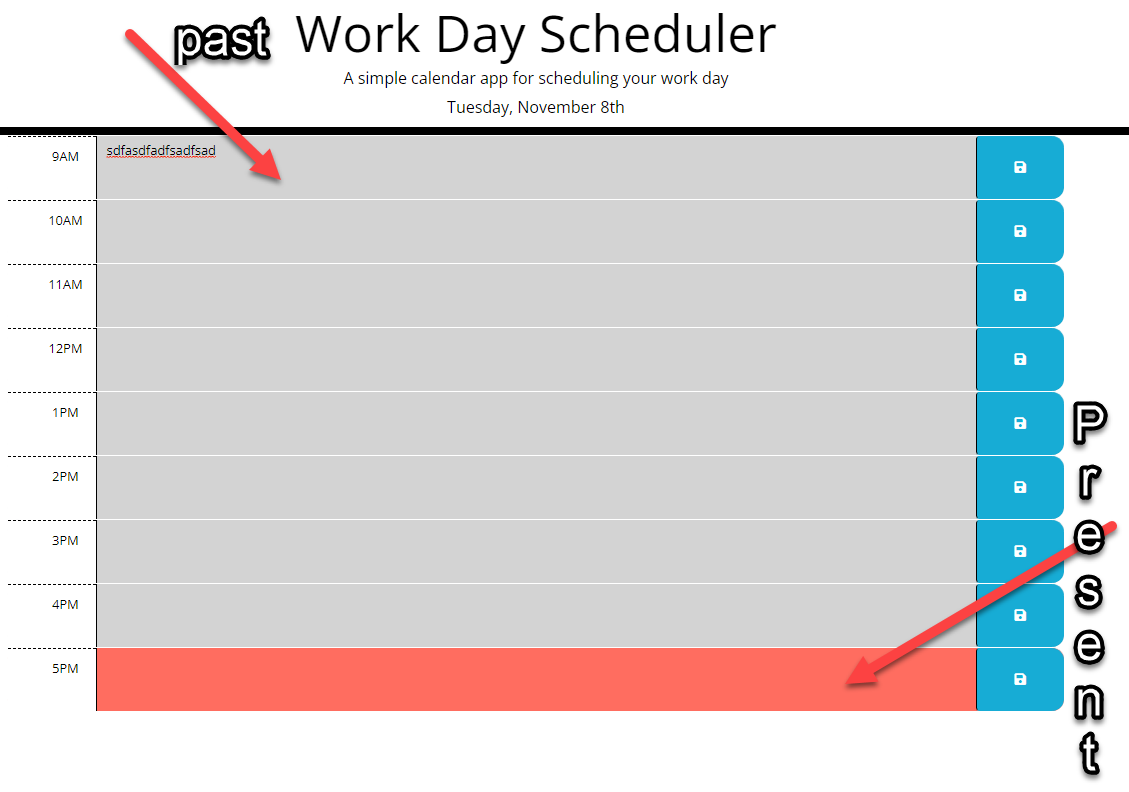 past
Work Day Scheduler
A simple calendar app for scheduling your work day
Tuesday, November 8th
9AM sdfasdfadfsadfsad
10AM
11AM
12PM
1PM
2PM
3PM
4PM
5PM
Present